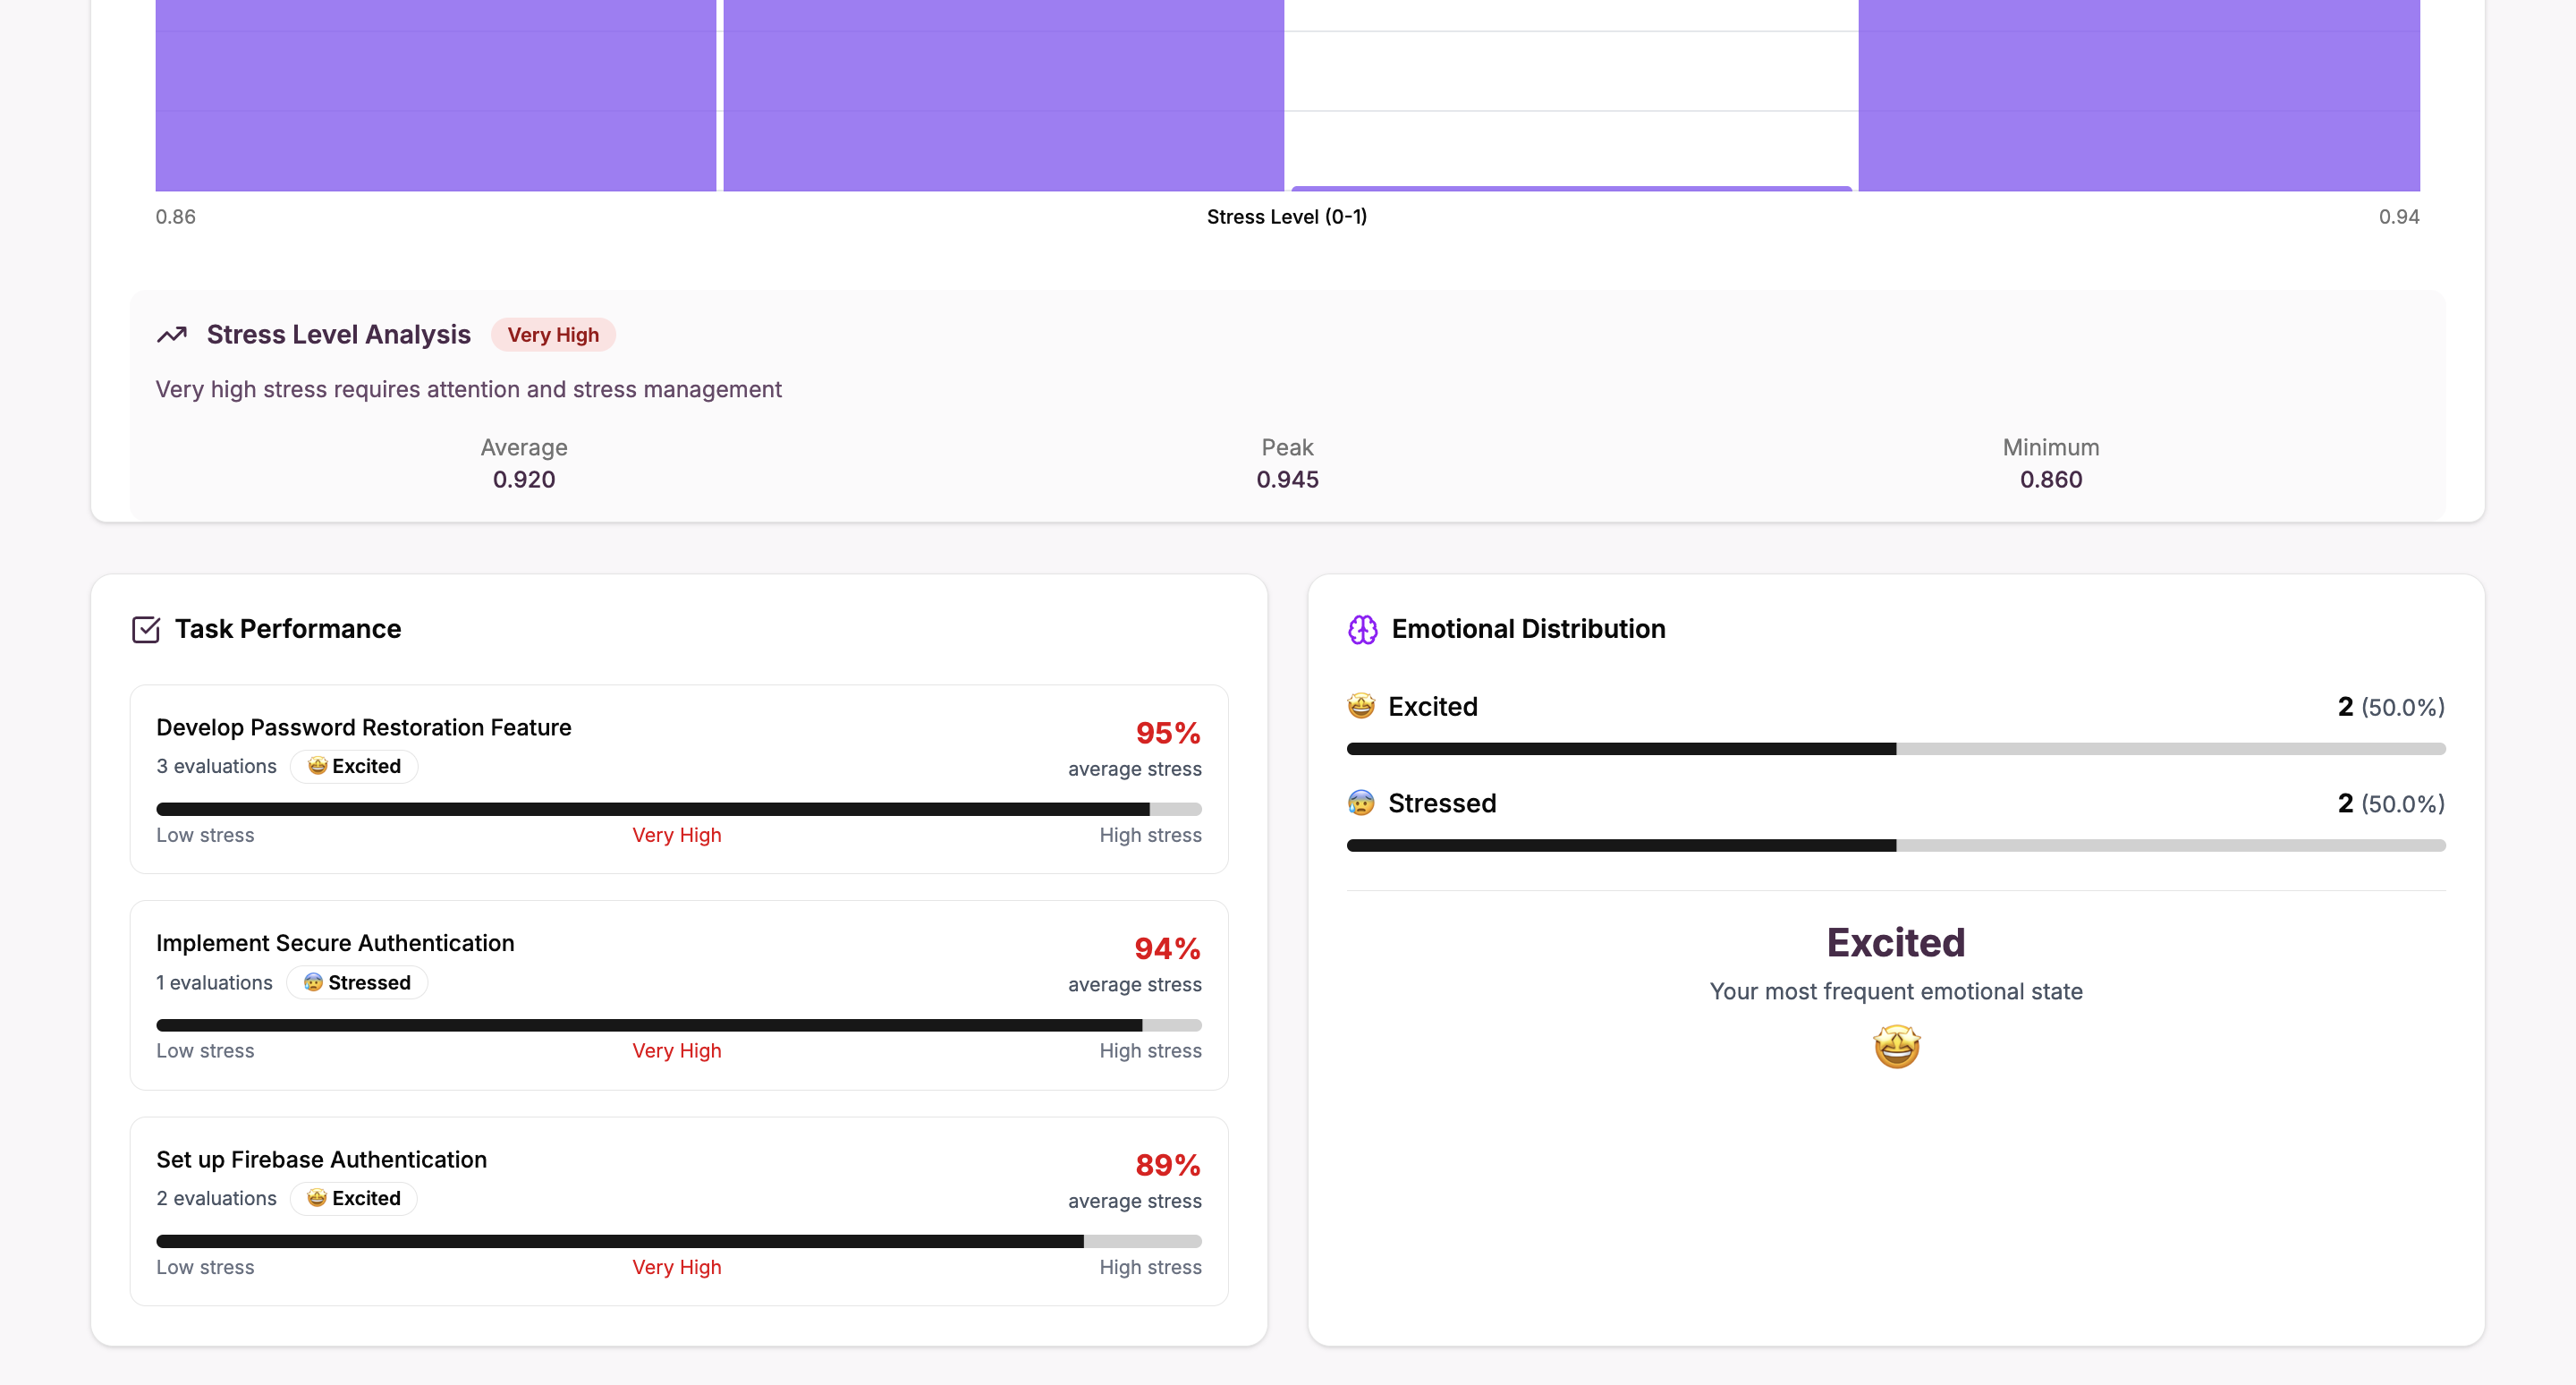 0.86
Stress Level (0-1)
0.94
Stress Level Analysis
Very High
Very high stress requires attention and stress management
Average
0.920
Peak
0.945
Minimum
0.860
Task Performance
Develop Password Restoration Feature
3 evaluations
🤩 Excited
95%
average stress
Low stress
Very High
High stress
Implement Secure Authentication
1 evaluations
😰 Stressed
94%
average stress
Low stress
Very High
High stress
Set up Firebase Authentication
2 evaluations
🤩 Excited
89%
average stress
Low stress
Very High
High stress
Emotional Distribution
🤩 Excited
2 (50.0%)
😰 Stressed
2 (50.0%)
Excited
Your most frequent emotional state
🤩